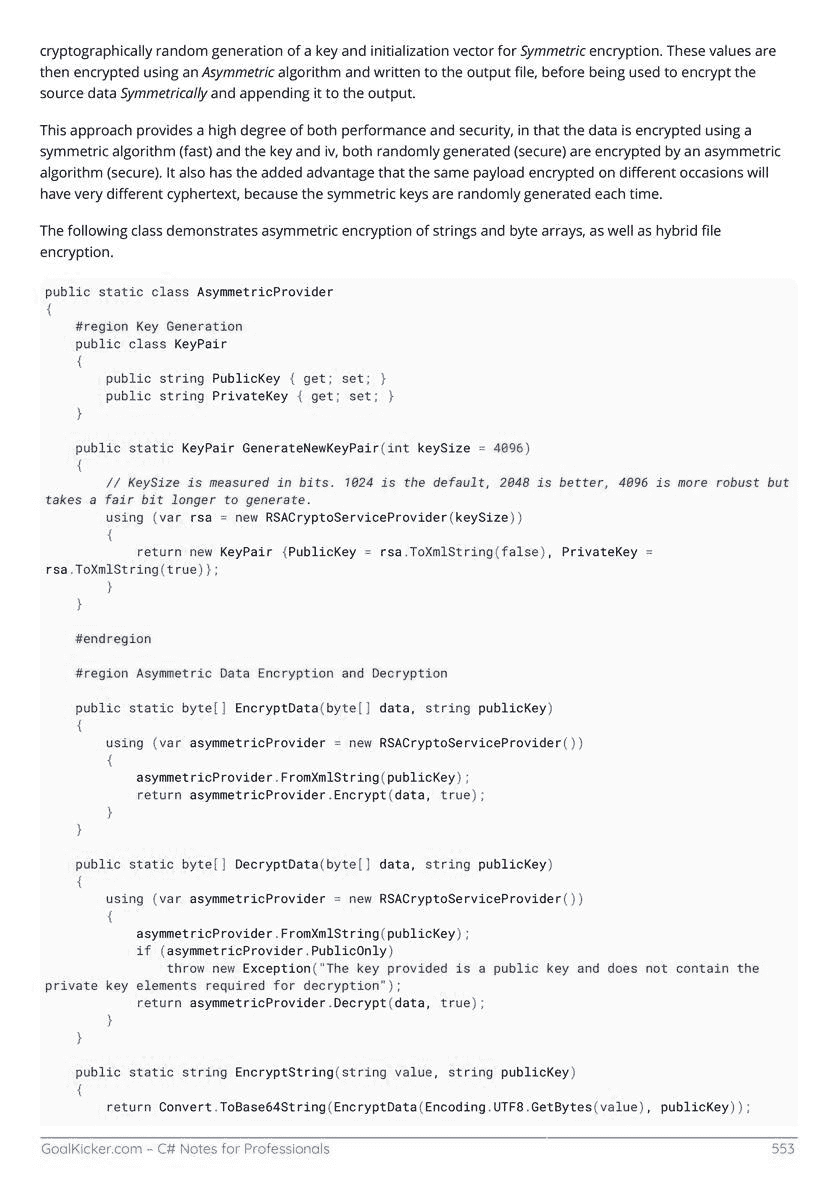 cryptographically random generation of a key and initialization vector for Symmetric encryption. These values are
then encrypted using an Asymmetric algorithm and written to the output file, before being used to encrypt the
source data Symmetrically and appending it to the output.
This approach provides a high degree of both performance and security, in that the data is encrypted using a
symmetric algorithm (fast) and the key and iv, both randomly generated (secure) are encrypted by an asymmetric
algorithm (secure). It also has the added advantage that the same payload encrypted on different occasions will
have very different cyphertext, because the symmetric keys are randomly generated each time.
The following class demonstrates asymmetric encryption of strings and byte arrays, as well as hybrid file
encryption.
public static class AsymmetricProvider
{
    #region Key Generation
    public class KeyPair
    {
        public string PublicKey { get; set; }
        public string PrivateKey { get; set; }
    }
    public static KeyPair GenerateNewKeyPair(int keySize = 4096)
    {
        // KeySize is measured in bits. 1024 is the default, 2048 is better, 4096 is more robust but
takes a fair bit longer to generate.
        using (var rsa = new RSACryptoServiceProvider(keySize))
        {
            return new KeyPair {PublicKey = rsa.ToXmlString(false), PrivateKey =
rsa.ToXmlString(true)};
        }
    }
    #endregion
    #region Asymmetric Data Encryption and Decryption
    public static byte[] EncryptData(byte[] data, string publicKey)
    {
        using (var asymmetricProvider = new RSACryptoServiceProvider())
        {
            asymmetricProvider.FromXmlString(publicKey);
            return asymmetricProvider.Encrypt(data, true);
        }
    }
    public static byte[] DecryptData(byte[] data, string publicKey)
    {
        using (var asymmetricProvider = new RSACryptoServiceProvider())
        {
            asymmetricProvider.FromXmlString(publicKey);
            if (asymmetricProvider.PublicOnly)
                throw new Exception("The key provided is a public key and does not contain the
private key elements required for decryption");
            return asymmetricProvider.Decrypt(data, true);
        }
    }
    public static string EncryptString(string value, string publicKey)
    {
        return Convert.ToBase64String(EncryptData(Encoding.UTF8.GetBytes(value), publicKey));
GoalKicker.com – C# Notes for Professionals 553